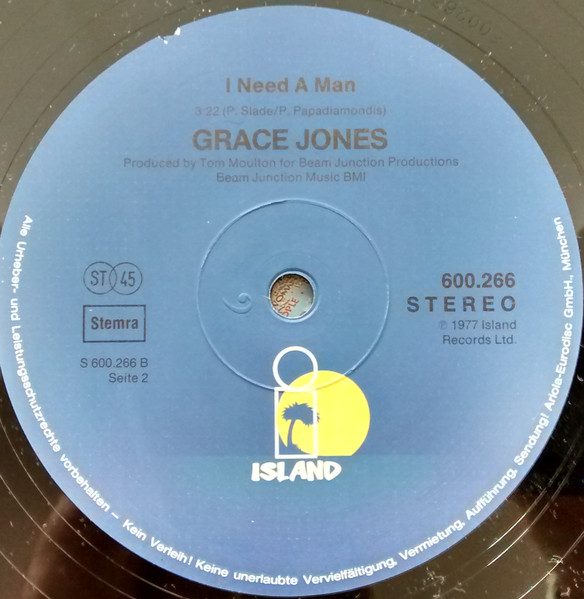 I Need A Man
3:22 (P. Slade/P. Papadiamondis)
GRACE JONES
Produced by Tom Moulton for Beam Junction Productions
Beam Junction Music BMI
ST 45
Stemra
S 600.266 B
Seite 2
600.266
STEREO
℗ 1977 Island
Records Ltd.
ISLAND
Alle Urheber- und Leistungsschutzrechte vorbehalten – Kein Verleih! Keine unerlaubte Vervielfältigung, Vermietung, Aufführung, Sendung! Ariola-Eurodisc GmbH., München